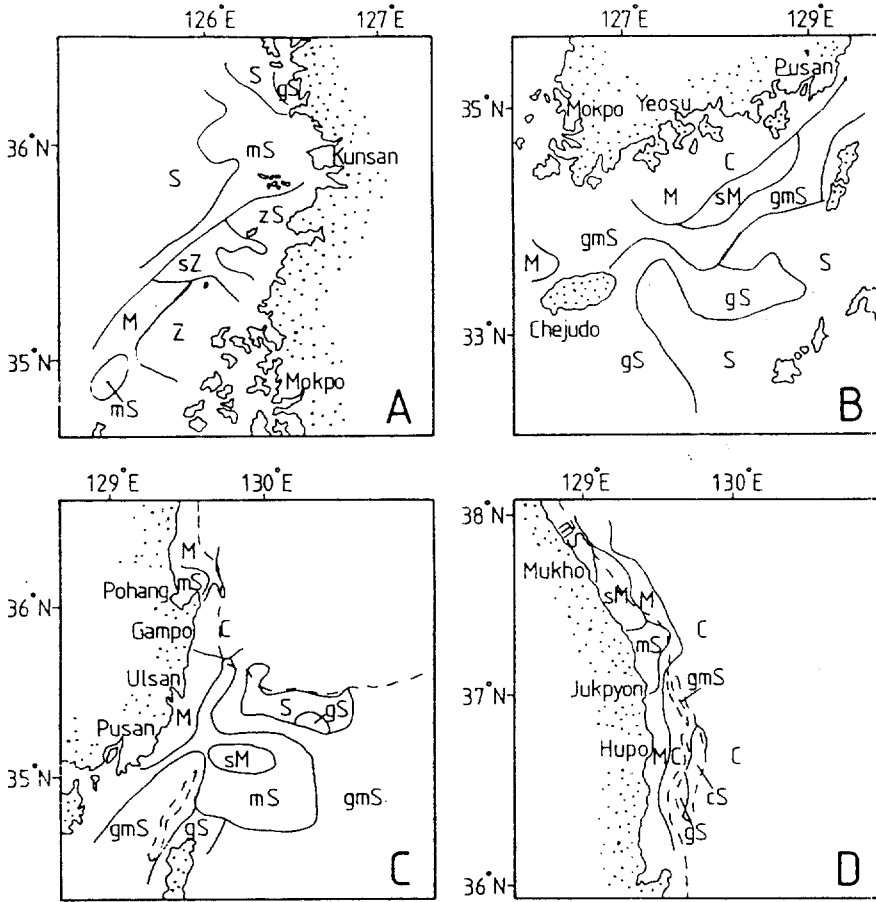 126°E 127°E
S
gS
36°N
mS
Kunsan
S
zS
sZ
M
Z
35°N
Mokpo
mS
A
127°E 129°E
Pusan
35°N
Mokpo Yeosu
C
M sM
gmS
gmS
M
S
gS
33°N
Chejudo
gS S
B
129°E 130°E
M
mS
Pohang
36°N
Gampo C
Ulsan
S gS
M
Pusan
sM
35°N
mS gmS
gmS gS
C
129°E 130°E
38°N
m
Mukho
sM M
C
mS
gmS
37°N
Jukpyon
Hupo M C C
cS
gS
36°N
D